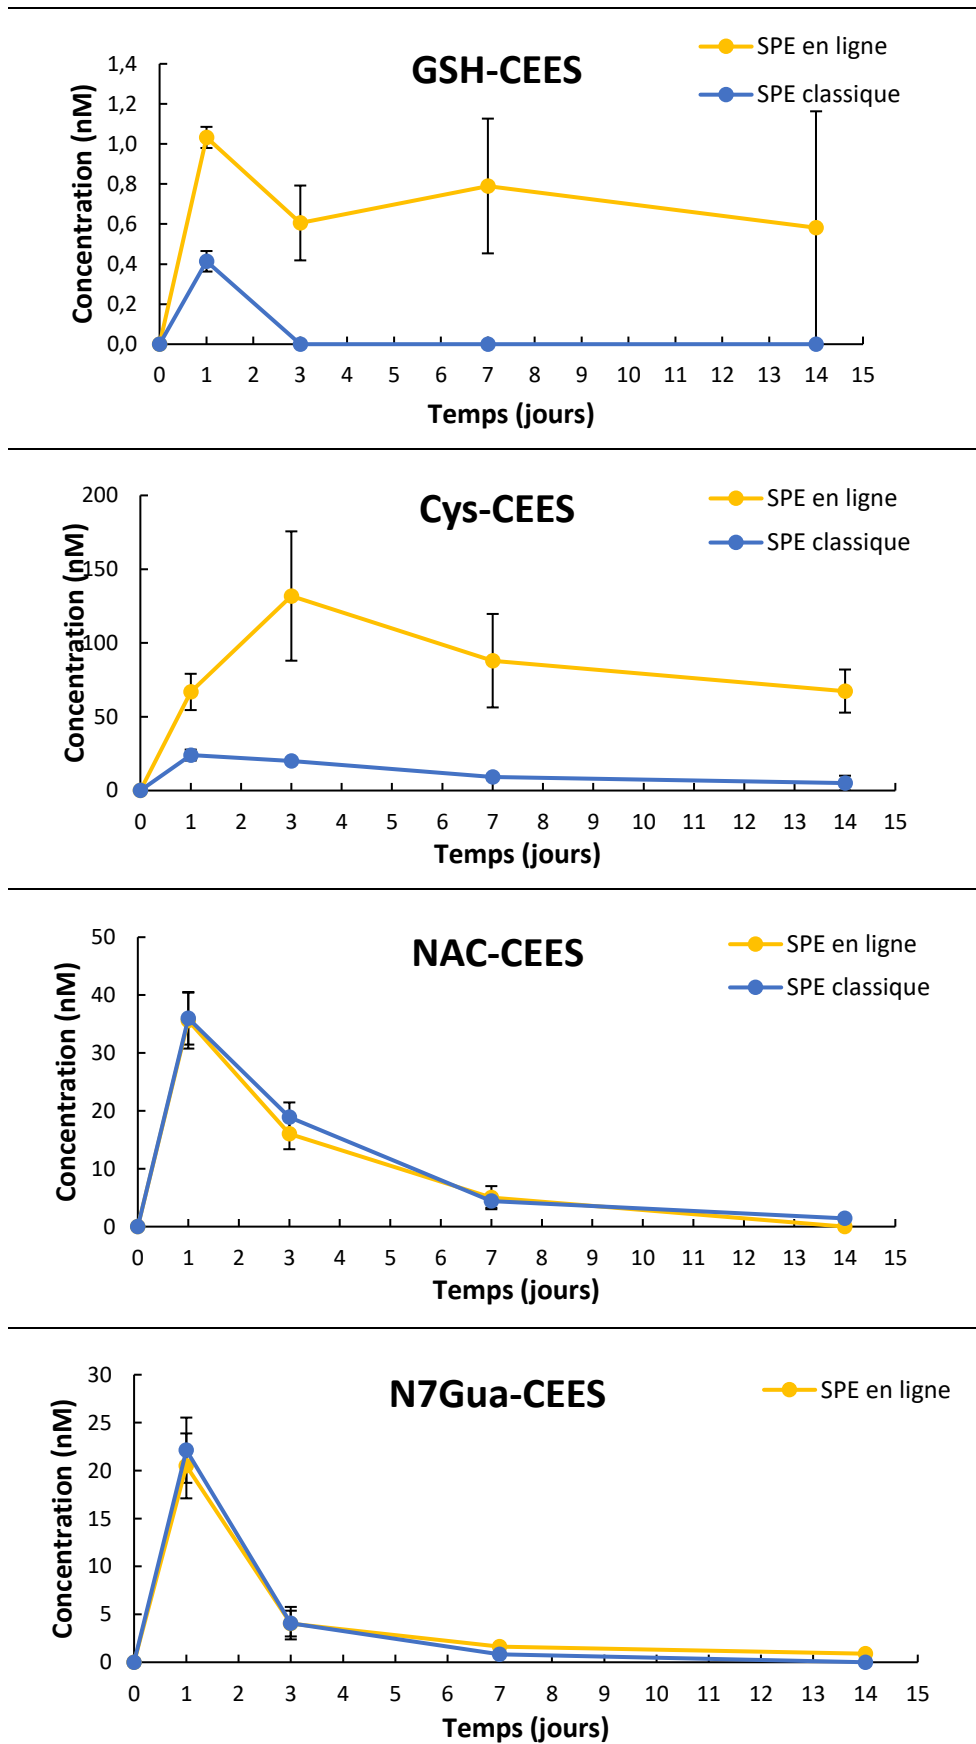 GSH-CEES
SPE en ligne
SPE classique
Concentration (nM)
1,4
1,2
1,0
0,8
0,6
0,4
0,2
0,0
0 1 2 3 4 5 6 7 8 9 10 11 12 13 14 15
Temps (jours)
Cys-CEES
SPE en ligne
SPE classique
Concentration (nM)
200
150
100
50
0
0 1 2 3 4 5 6 7 8 9 10 11 12 13 14 15
Temps (jours)
NAC-CEES
SPE en ligne
SPE classique
Concentration (nM)
50
40
30
20
10
0
0 1 2 3 4 5 6 7 8 9 10 11 12 13 14 15
Temps (jours)
N7Gua-CEES
SPE en ligne
Concentration (nM)
30
25
20
15
10
5
0
0 1 2 3 4 5 6 7 8 9 10 11 12 13 14 15
Temps (jours)